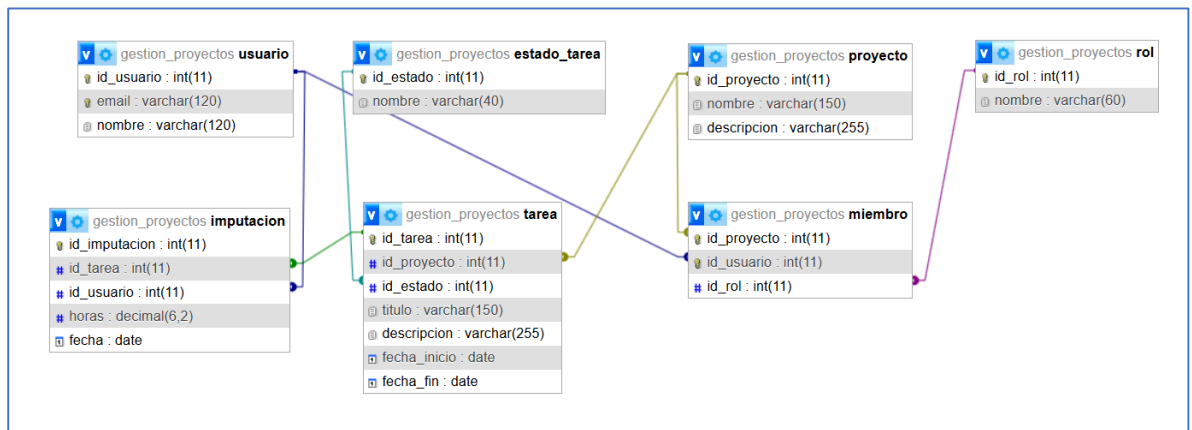 gestion_proyectos usuario
id_usuario : int(11)
email : varchar(120)
nombre : varchar(120)
gestion_proyectos estado_tarea
id_estado : int(11)
nombre : varchar(40)
gestion_proyectos proyecto
id_proyecto : int(11)
nombre : varchar(150)
descripcion : varchar(255)
gestion_proyectos rol
id_rol : int(11)
nombre : varchar(60)
gestion_proyectos imputacion
id_imputacion : int(11)
id_tarea : int(11)
id_usuario : int(11)
horas : decimal(6,2)
fecha : date
gestion_proyectos tarea
id_tarea : int(11)
id_proyecto : int(11)
id_estado : int(11)
titulo : varchar(150)
descripcion : varchar(255)
fecha_inicio : date
fecha_fin : date
gestion_proyectos miembro
id_proyecto : int(11)
id_usuario : int(11)
id_rol : int(11)